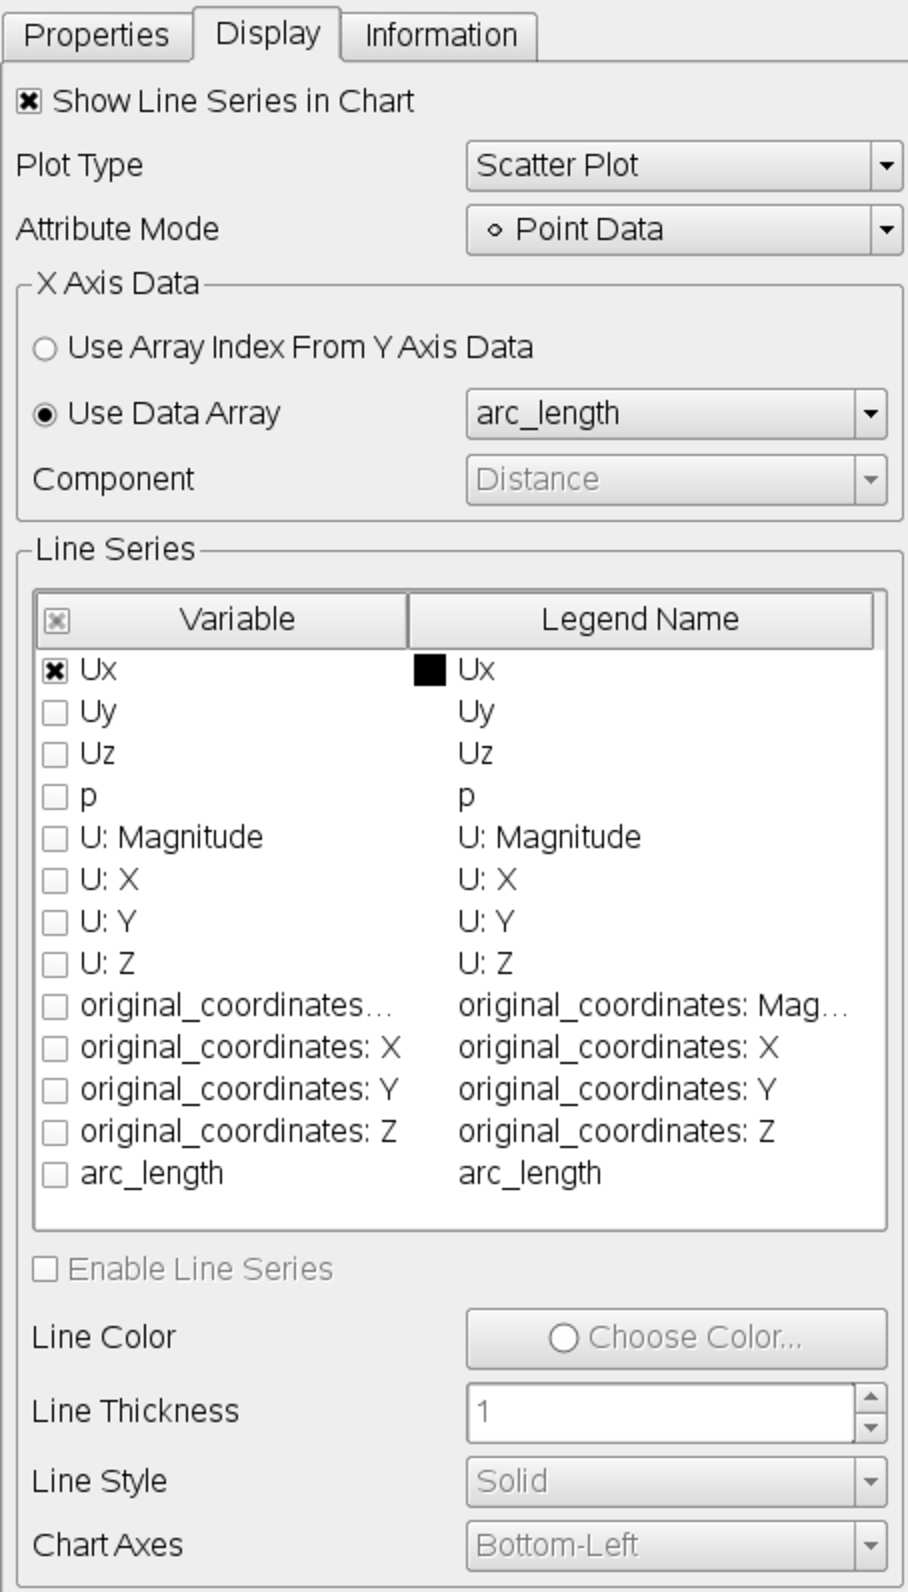 Properties Display Information
Show Line Series in Chart
Plot Type Scatter Plot
Attribute Mode Point Data
X Axis Data
Use Array Index From Y Axis Data
Use Data Array arc_length
Component Distance
Line Series
Variable Legend Name
Ux Ux
Uy Uy
Uz Uz
p p
U: Magnitude U: Magnitude
U: X U: X
U: Y U: Y
U: Z U: Z
original_coordinates... original_coordinates: Mag...
original_coordinates: X original_coordinates: X
original_coordinates: Y original_coordinates: Y
original_coordinates: Z original_coordinates: Z
arc_length arc_length
Enable Line Series
Line Color Choose Color...
Line Thickness 1
Line Style Solid
Chart Axes Bottom-Left